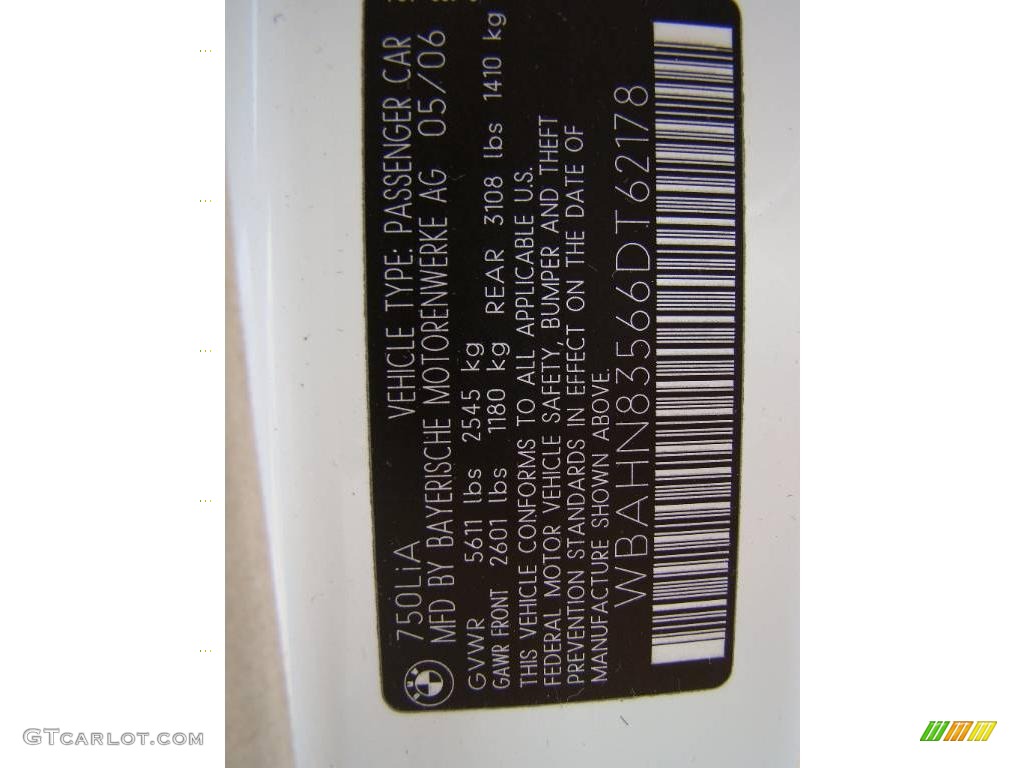 750LiA VEHICLE TYPE: PASSENGER CAR
MFD BY BAYERISCHE MOTORENWERKE AG 05/06
GVWR 5611 lbs 2545 kg
GAWR FRONT 2601 lbs 1180 kg REAR 3108 lbs 1410 kg
THIS VEHICLE CONFORMS TO ALL APPLICABLE U.S.
FEDERAL MOTOR VEHICLE SAFETY, BUMPER AND THEFT
PREVENTION STANDARDS IN EFFECT ON THE DATE OF
MANUFACTURE SHOWN ABOVE.
WBAHN83566DT62178
GTCARLOT.COM